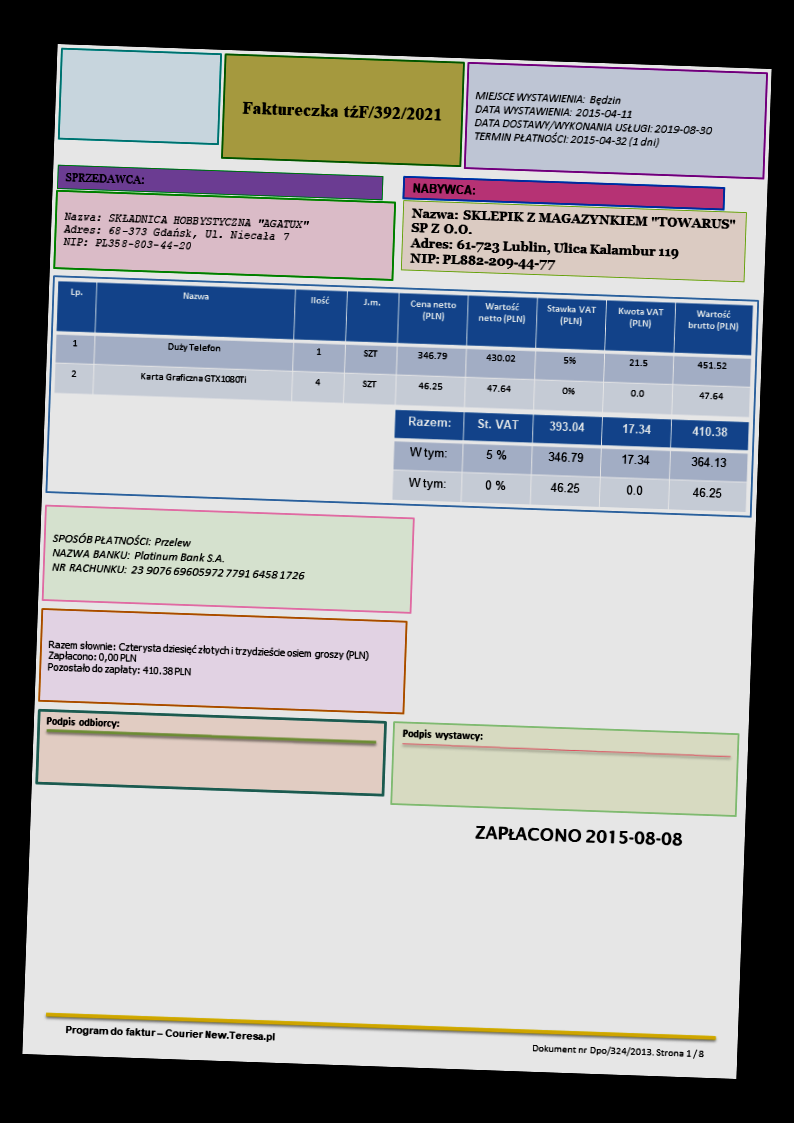 Faktureczka tźF/392/2021
MIEJSCE WYSTAWIENIA: Będzin
DATA WYSTAWIENIA: 2015-04-11
DATA DOSTAWY/WYKONANIA USŁUGI: 2019-08-30
TERMIN PŁATNOŚCI: 2015-04-32 (1 dni)
SPRZEDAWCA:
Nazwa: SKŁADNICA HOBBYSTYCZNA "AGATUX"
Adres: 68-373 Gdańsk, Ul. Niecała 7
NIP: PL358-803-44-20
NABYWCA:
Nazwa: SKLEPIK Z MAGAZYNKIEM "TOWARUS"
SP Z O.O.
Adres: 61-723 Lublin, Ulica Kalambur 119
NIP: PL882-209-44-77
Lp. Nazwa Ilość J.m. Cena netto (PLN) Wartość netto (PLN) Stawka VAT (PLN) Kwota VAT (PLN) Wartość brutto (PLN)
1 Duży Telefon 1 SZT 346.79 430.02 5% 21.5 451.52
2 Karta Graficzna GTX1080Ti 4 SZT 46.25 47.64 0% 0.0 47.64
Razem: St. VAT 393.04 17.34 410.38
W tym: 5 % 346.79 17.34 364.13
W tym: 0 % 46.25 0.0 46.25
SPOSÓB PŁATNOŚCI: Przelew
NAZWA BANKU: Platinum Bank S.A.
NR RACHUNKU: 23 9076 69605972 7791 6458 1726
Razem słownie: Czterysta dziesięć złotych i trzydzieście osiem groszy (PLN)
Zapłacono: 0,00 PLN
Pozostało do zapłaty: 410.38 PLN
Podpis odbiorcy:
Podpis wystawcy:
ZAPŁACONO 2015-08-08
Program do faktur – Courier New.Teresa.pl
Dokument nr Dpo/324/2013. Strona 1 / 8